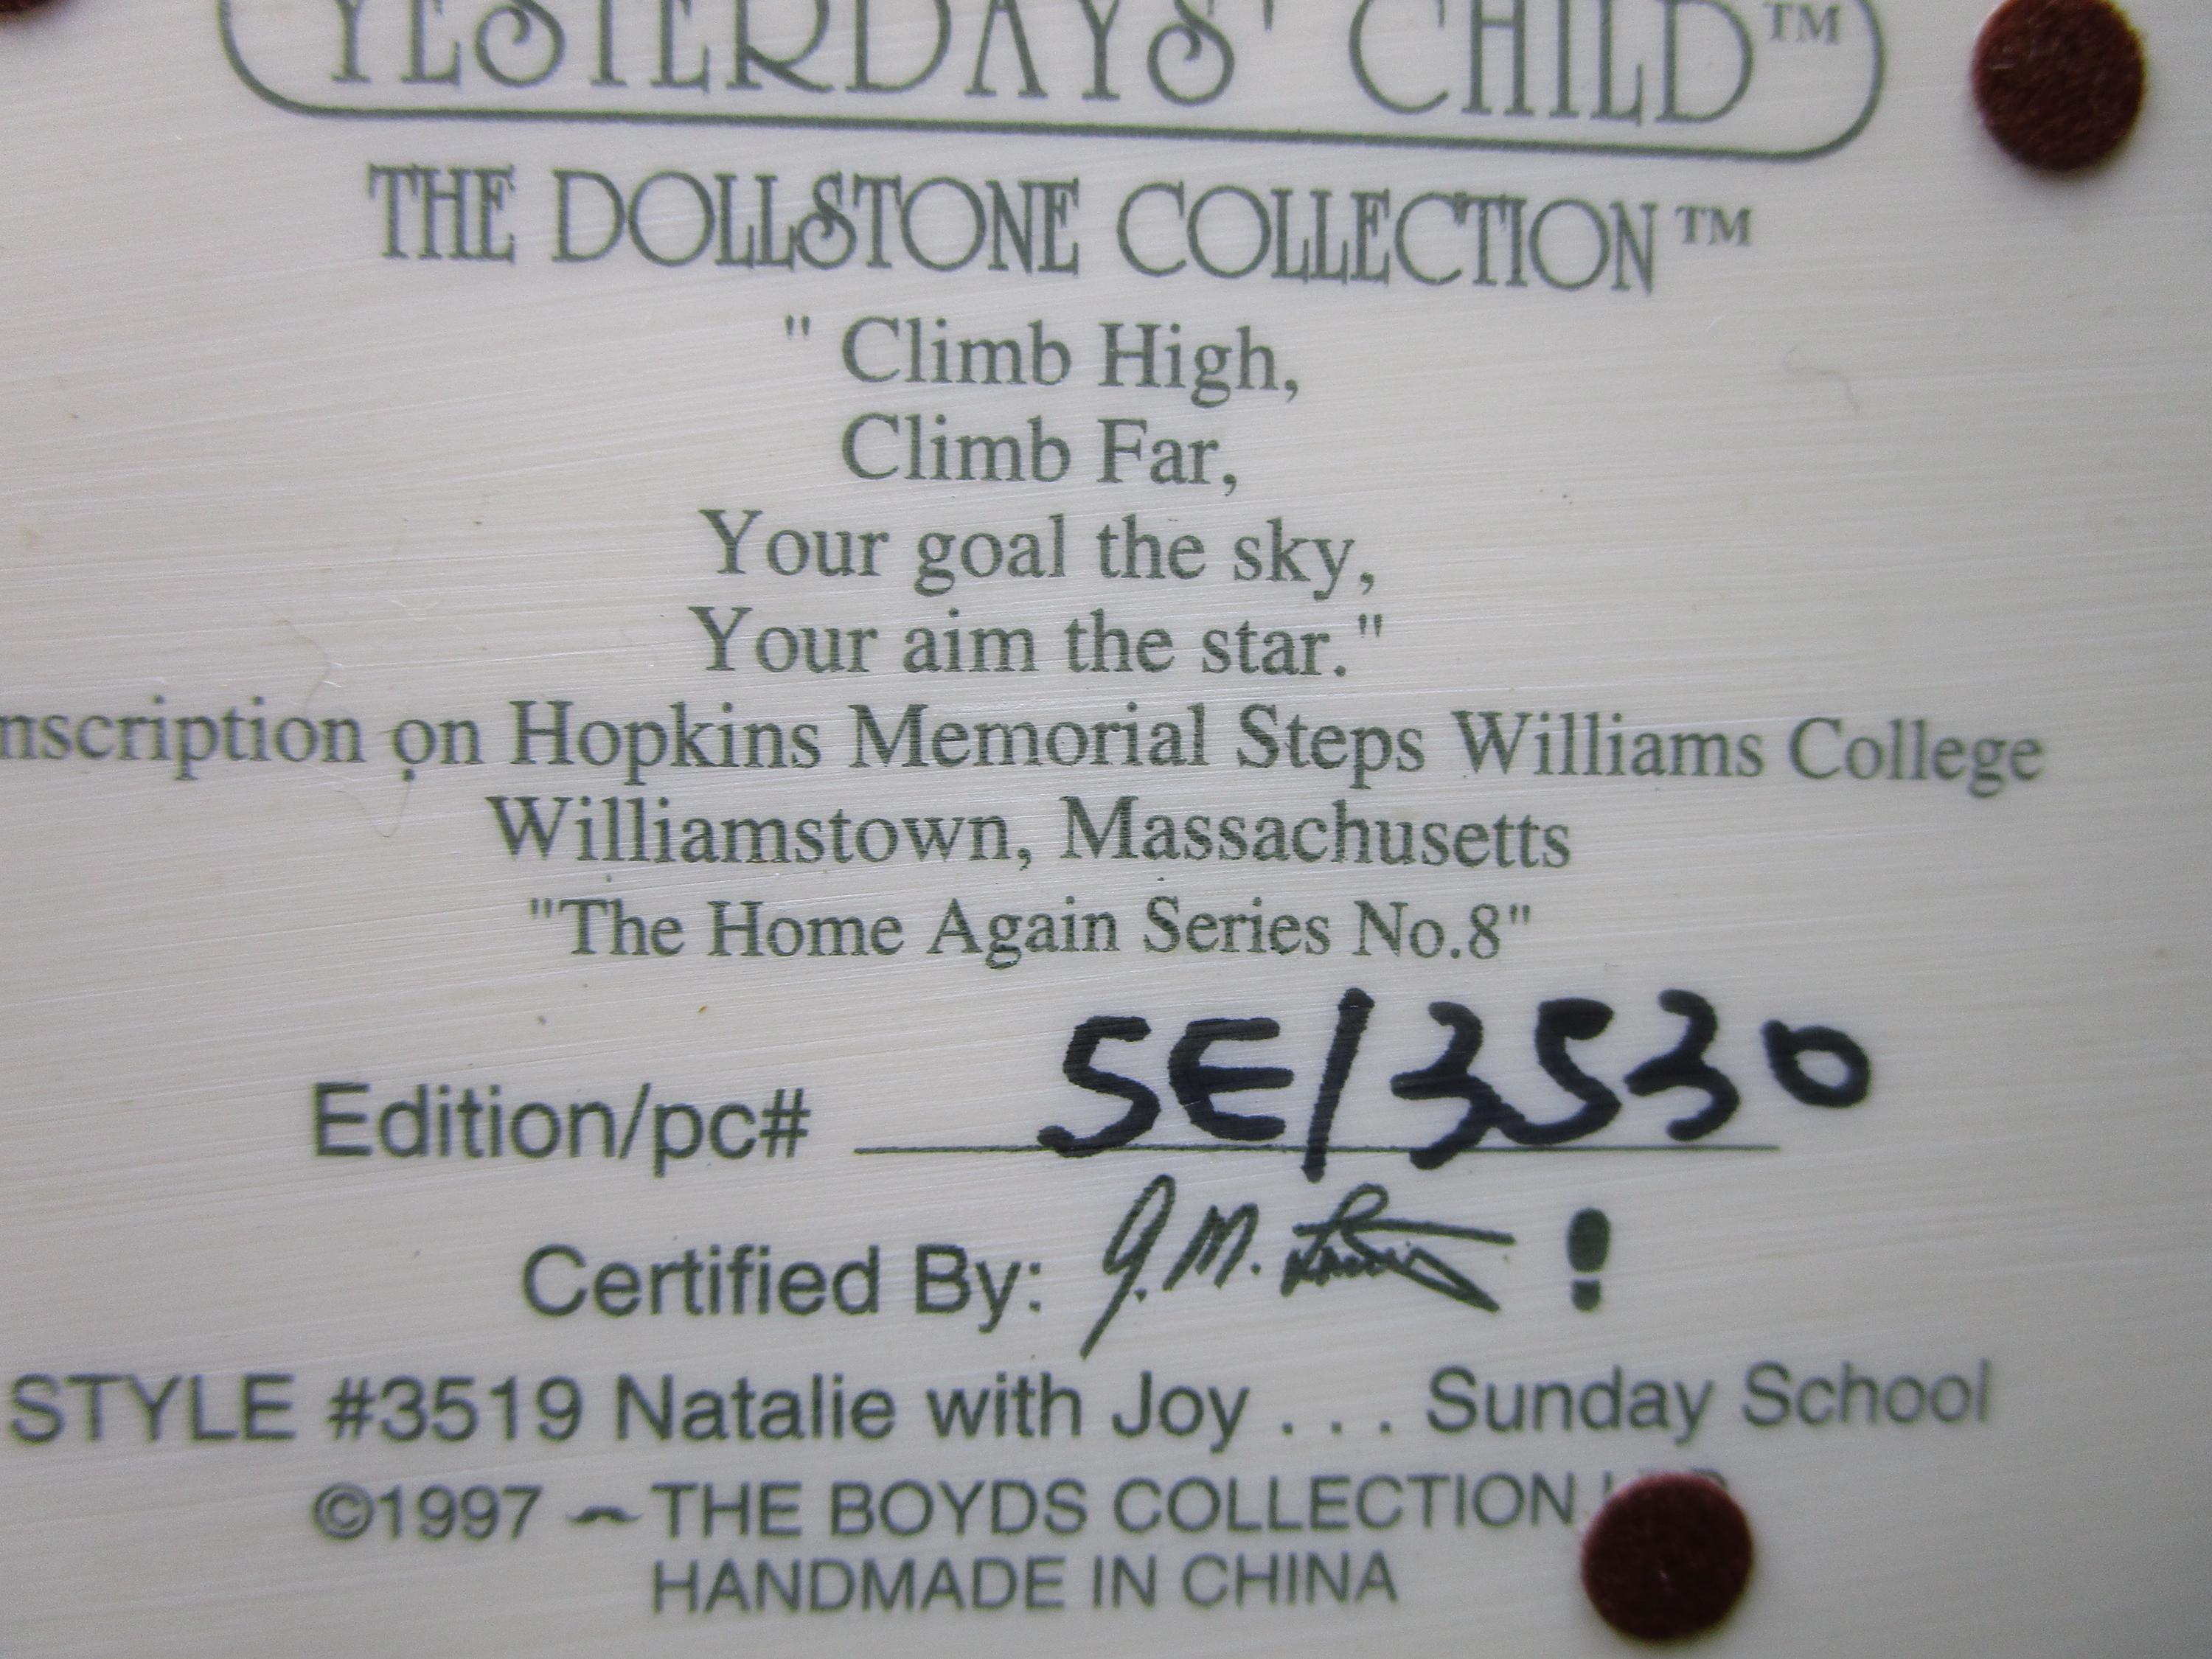 YESTERDAYS' CHILD™
THE DOLLSTONE COLLECTION™
" Climb High,
Climb Far,
Your goal the sky,
Your aim the star."
nscription on Hopkins Memorial Steps Williams College
Williamstown, Massachusetts
"The Home Again Series No.8"
Edition/pc# 5E/3530
Certified By: G.M. !
STYLE #3519 Natalie with Joy . . . Sunday School
©1997 ~ THE BOYDS COLLECTION
HANDMADE IN CHINA